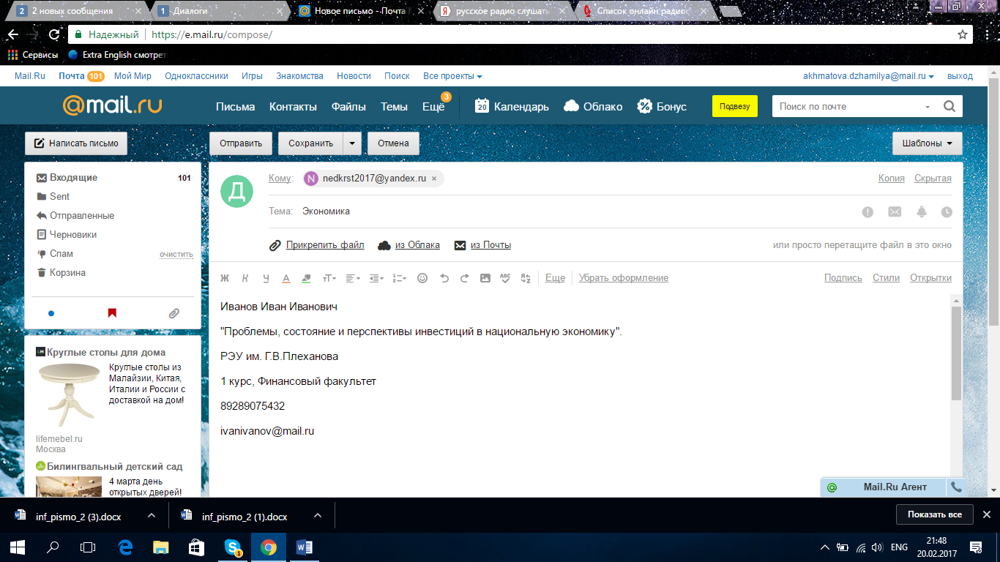 2 2 новых сообщения
1 Диалоги
Новое письмо - Почта
русское радио слушать
Список онлайн радиос
Надежный https://e.mail.ru/compose/
Сервисы Extra English смотреть
Mail.Ru Почта 101 Мой Мир Одноклассники Игры Знакомства Новости Поиск Все проекты akhmatova.dzhamilya@mail.ru выход
@mail.ru Письма Контакты Файлы Темы Ещё 3 20 Календарь Облако Бонус Подвезу Поиск по почте
Написать письмо Отправить Сохранить Отмена Шаблоны
Входящие 101
Sent
Отправленные
Черновики
Спам очистить
Корзина
Д Кому: N nedkrst2017@yandex.ru × Копия Скрытая
Тема: Экономика
Прикрепить файл из Облака из Почты или просто перетащите файл в это окно
Ж К Ч А тТ ABC Еще Убрать оформление Подпись Стили Открытки
Иванов Иван Иванович
"Проблемы, состояние и перспективы инвестиций в национальную экономику".
РЭУ им. Г.В.Плеханова
1 курс, Финансовый факультет
89289075432
ivanivanov@mail.ru
LM Круглые столы для дома
Круглые столы из
Малайзии, Китая,
Италии и России с
доставкой на дом!
lifemebel.ru
Москва
Билингвальный детский сад
4 марта день
открытых дверей!
Mail.Ru Агент
inf_pismo_2 (3).docx inf_pismo_2 (1).docx Показать все
1 ENG 21:48
20.02.2017